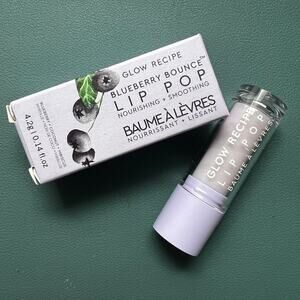 GLOW RECIPE
BLUEBERRY BOUNCE™
LIP POP
NOURISHING + SMOOTHING
BAUME À LÈVRES
NOURRISSANT + LISSANT
4.2g | 0.14 fl.oz
GLOW RECIPE
LIP POP
BAUME À LÈVRES